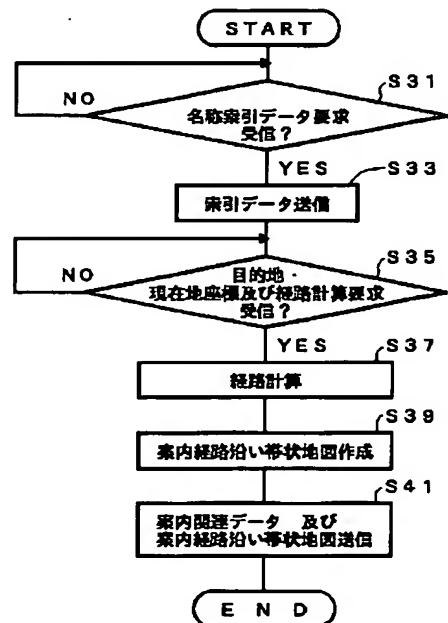 START
S31
NO
名称索引データ要求
受信？
YES
S33
索引データ送信
S35
NO
目的地・
現在地座標及び経路計算要求
受信？
YES
S37
経路計算
S39
案内経路沿い帯状地図作成
S41
案内関連データ 及び
案内経路沿い帯状地図送信
END